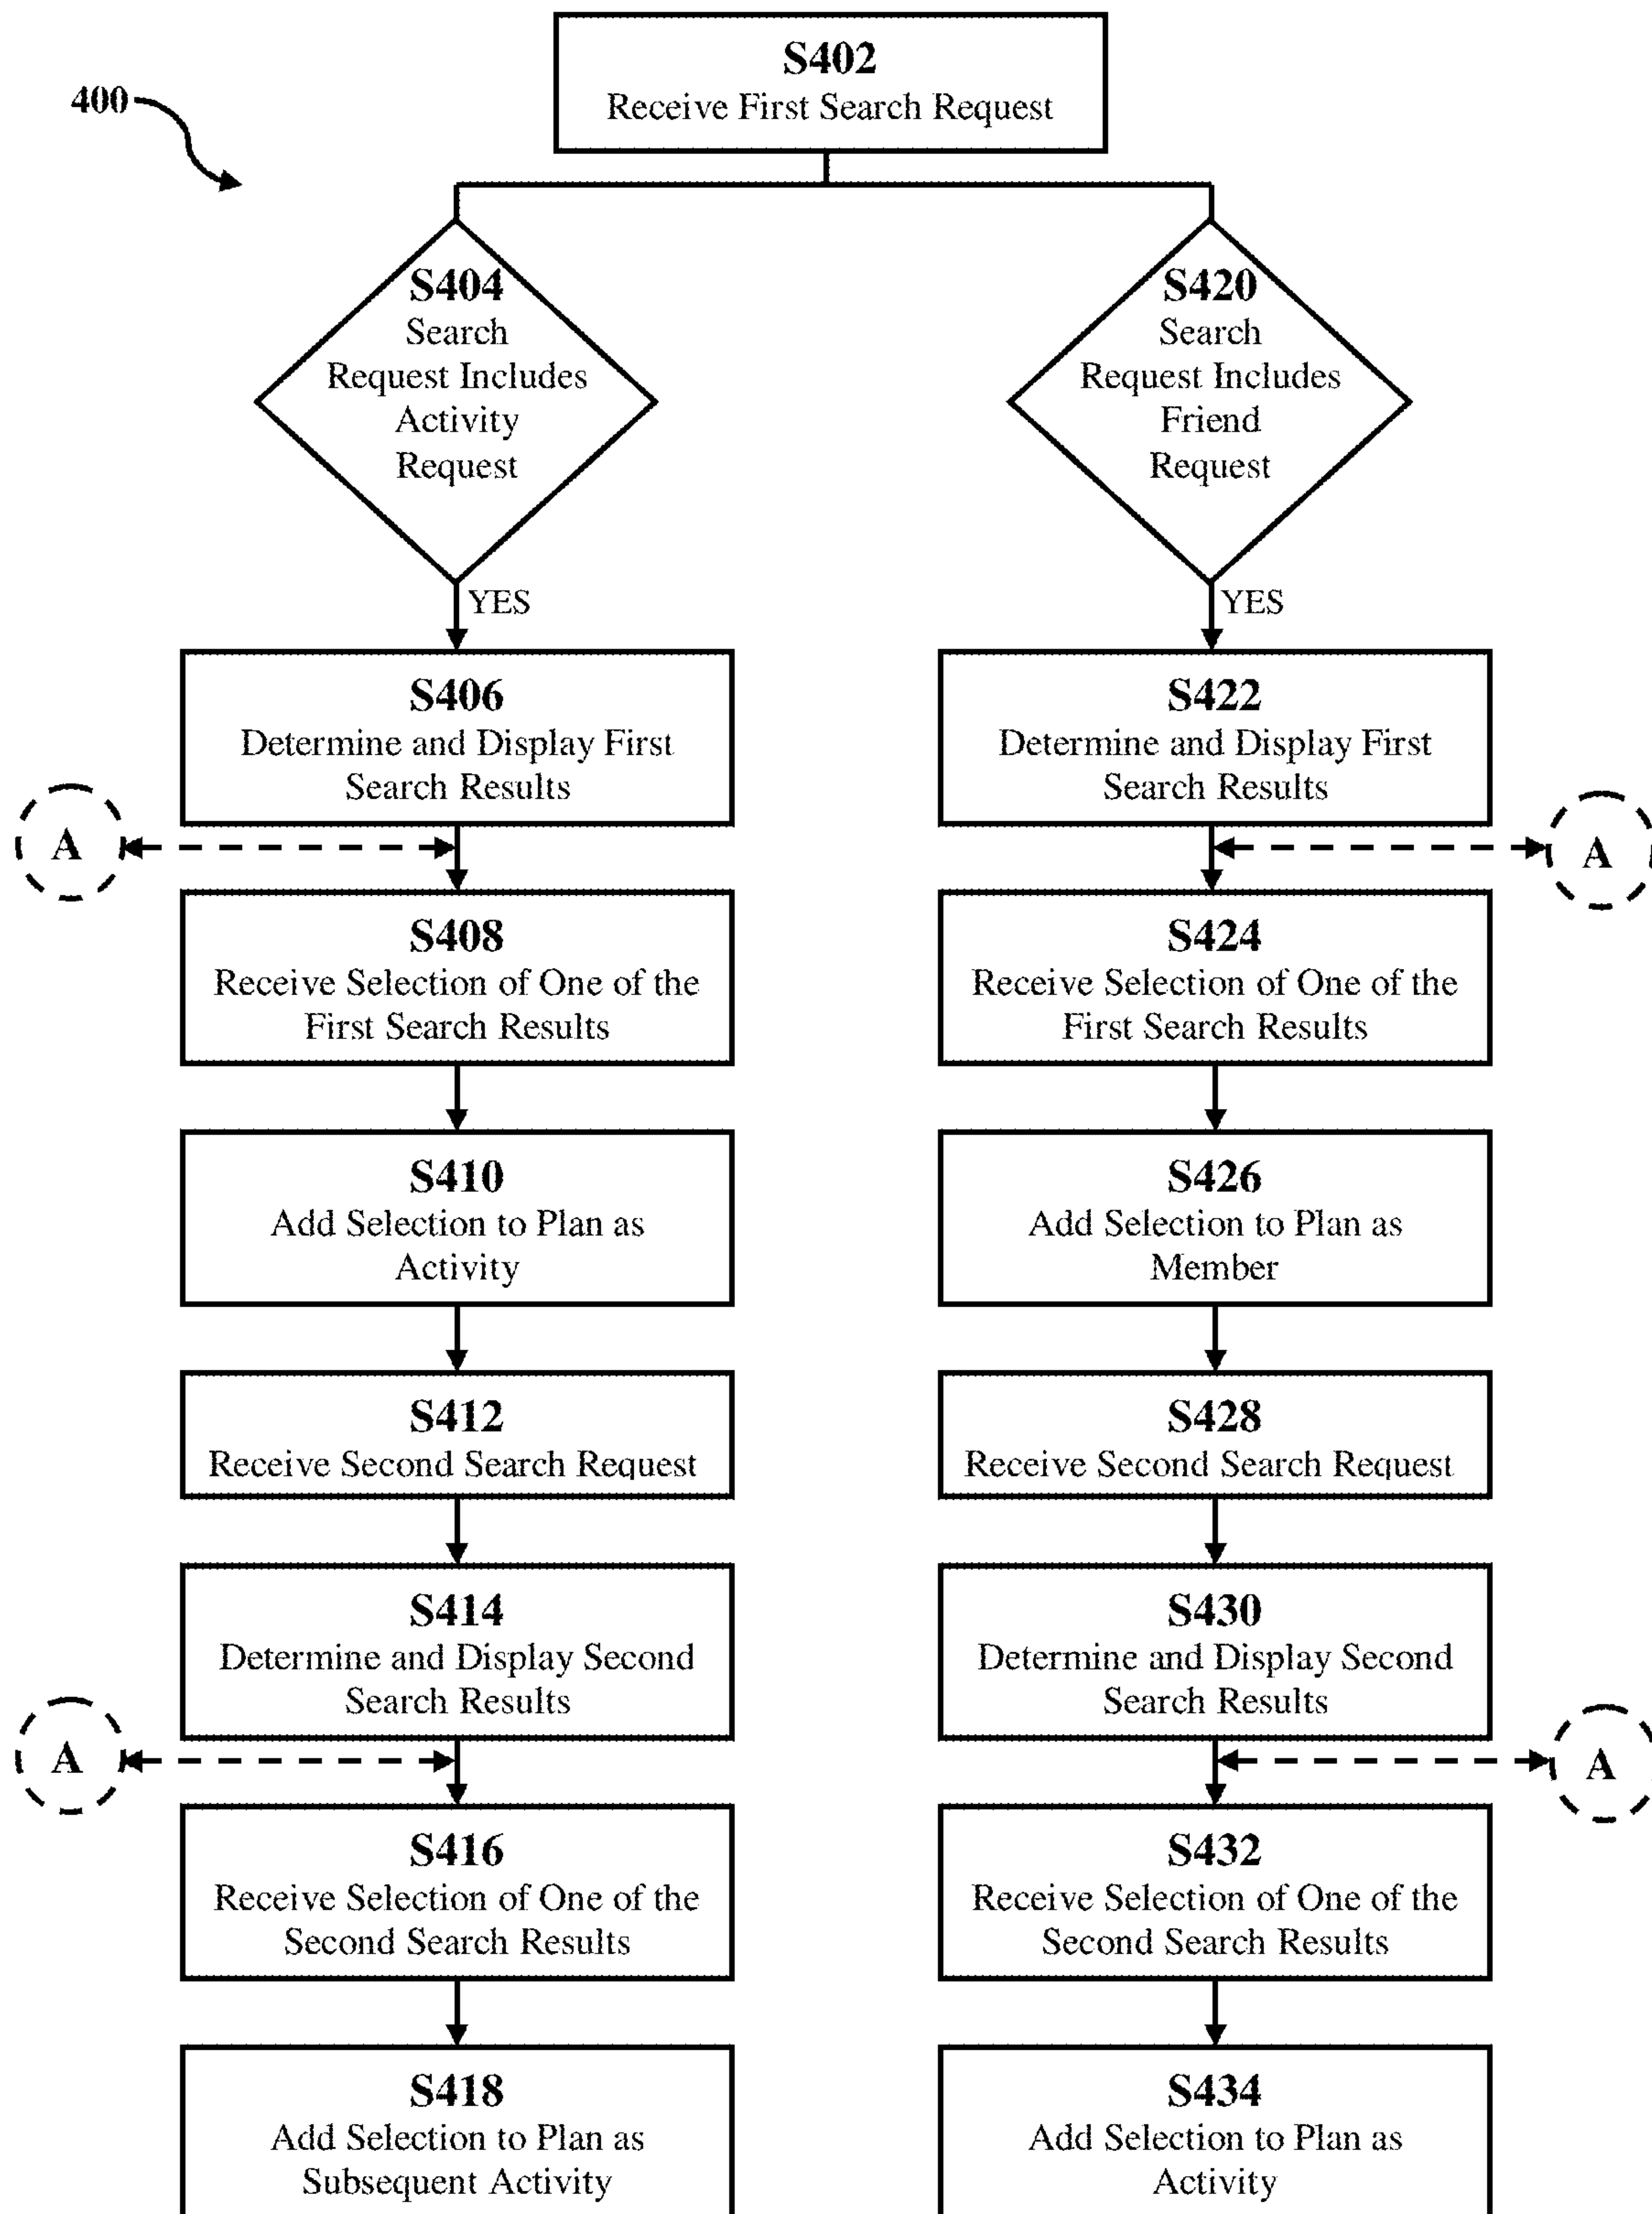 S402
Receive First Search Request
400
S404
Search
Request Includes
Activity
Request
YES
S406
Determine and Display First
Search Results
A
S408
Receive Selection of One of the
First Search Results
S410
Add Selection to Plan as
Activity
S412
Receive Second Search Request
S414
Determine and Display Second
Search Results
A
S416
Receive Selection of One of the
Second Search Results
S418
Add Selection to Plan as
Subsequent Activity
S420
Search
Request Includes
Friend
Request
YES
S422
Determine and Display First
Search Results
A
S424
Receive Selection of One of the
First Search Results
S426
Add Selection to Plan as
Member
S428
Receive Second Search Request
S430
Determine and Display Second
Search Results
A
S432
Receive Selection of One of the
Second Search Results
S434
Add Selection to Plan as
Activity